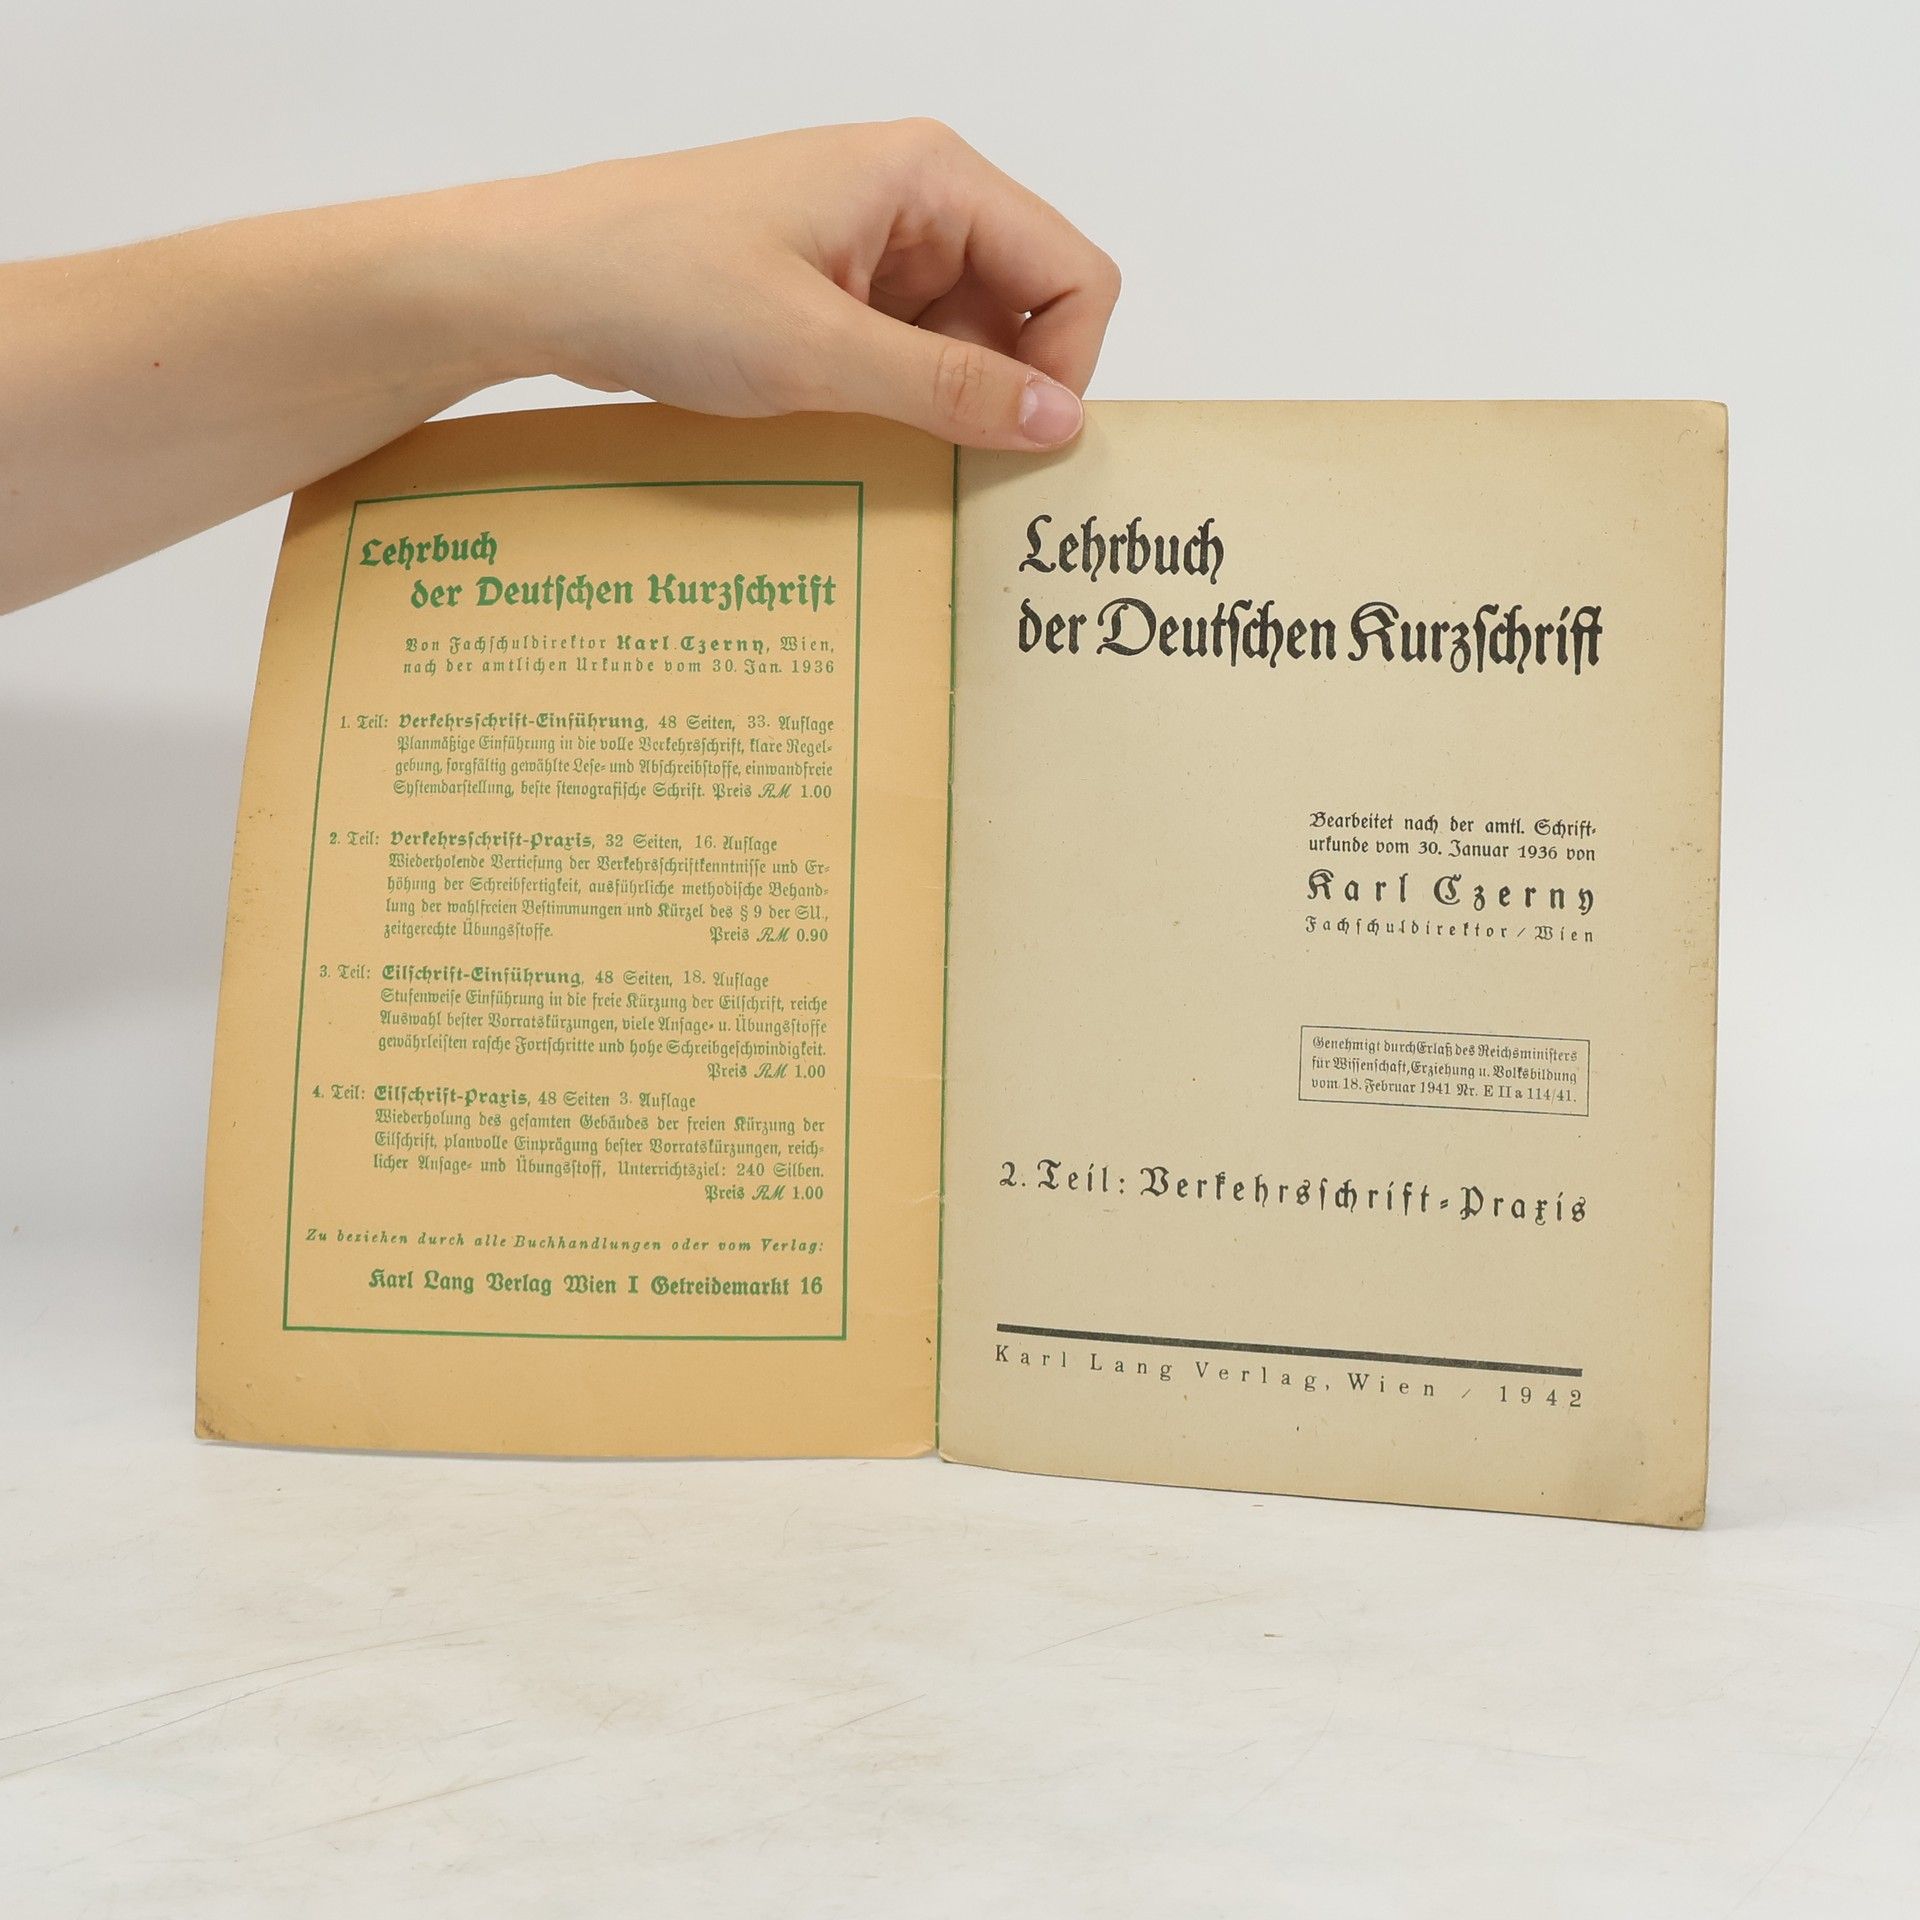 Lehrbuch
der Deutschen Kurzschrift
Von Fachschuldirektor Karl Czerny, Wien,
nach der amtlichen Urkunde vom 30. Jan. 1936
1. Teil: Verkehrsschrift-Einführung, 48 Seiten, 33. Auflage
Planmäßige Einführung in die volle Verkehrsschrift, klare Regel-
gebung, sorgfältig gewählte Lese- und Abschreibstoffe, einwandfreie
Systemdarstellung, beste stenografische Schrift. Preis RM 1.00
2. Teil: Verkehrsschrift-Praxis, 32 Seiten, 16. Auflage
Wiederholende Vertiefung der Verkehrsschriftkenntnisse und Er-
höhung der Schreibfertigkeit, ausführliche methodische Behand-
lung der wahlfreien Bestimmungen und Kürzel des § 9 der SU.,
zeitgerechte Übungsstoffe. Preis RM 0.90
3. Teil: Eilschrift-Einführung, 48 Seiten, 18. Auflage
Stufenweise Einführung in die freie Kürzung der Eilschrift, reiche
Auswahl bester Vorratskürzungen, viele Ansage- u. Übungsstoffe
gewährleisten rasche Fortschritte und hohe Schreibgeschwindigkeit.
Preis RM 1.00
4. Teil: Eilschrift-Praxis, 48 Seiten 3. Auflage
Wiederholung des gesamten Gebäudes der freien Kürzung der
Eilschrift, planvolle Einprägung bester Vorratskürzungen, reich-
licher Ansage- und Übungsstoff, Unterrichtsziel: 240 Silben.
Preis RM 1.00
Zu beziehen durch alle Buchhandlungen oder vom Verlag:
Karl Lang Verlag Wien I Getreidemarkt 16
Lehrbuch
der Deutschen Kurzschrift
Bearbeitet nach der amtl. Schrift-
urkunde vom 30. Januar 1936 von
Karl Czerny
Fachschuldirektor / Wien
Genehmigt durch Erlaß des Reichsministers
für Wissenschaft, Erziehung u. Volksbildung
vom 18. Februar 1941 Nr. E II a 114/41.
2. Teil: Verkehrsschrift-Praxis
Karl Lang Verlag, Wien / 1942